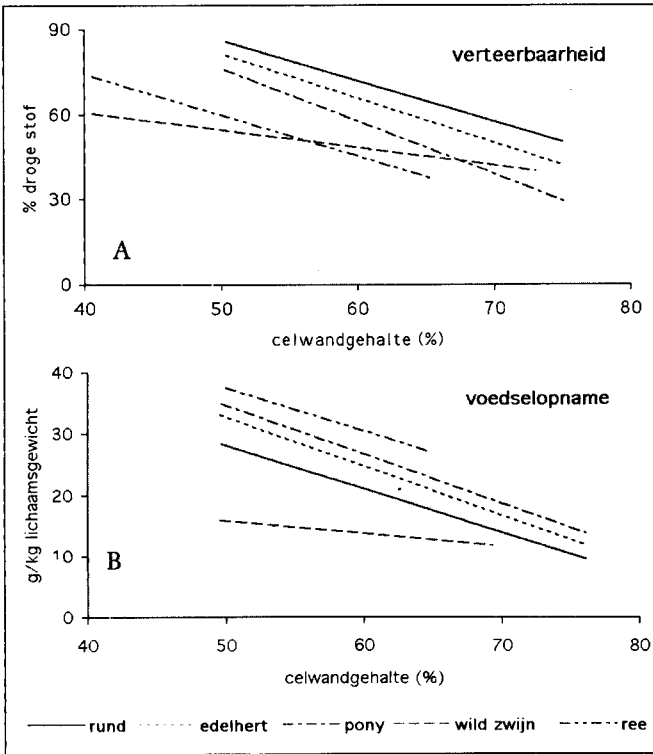 verteerbaarheid
% droge stof
90
60
30
0
A
40 50 60 70 80
celwandgehalte (%)
voedselopname
g/kg lichaamsgewicht
40
30
20
10
0
B
40 50 60 70 80
celwandgehalte (%)
rund edelhert pony wild zwijn ree